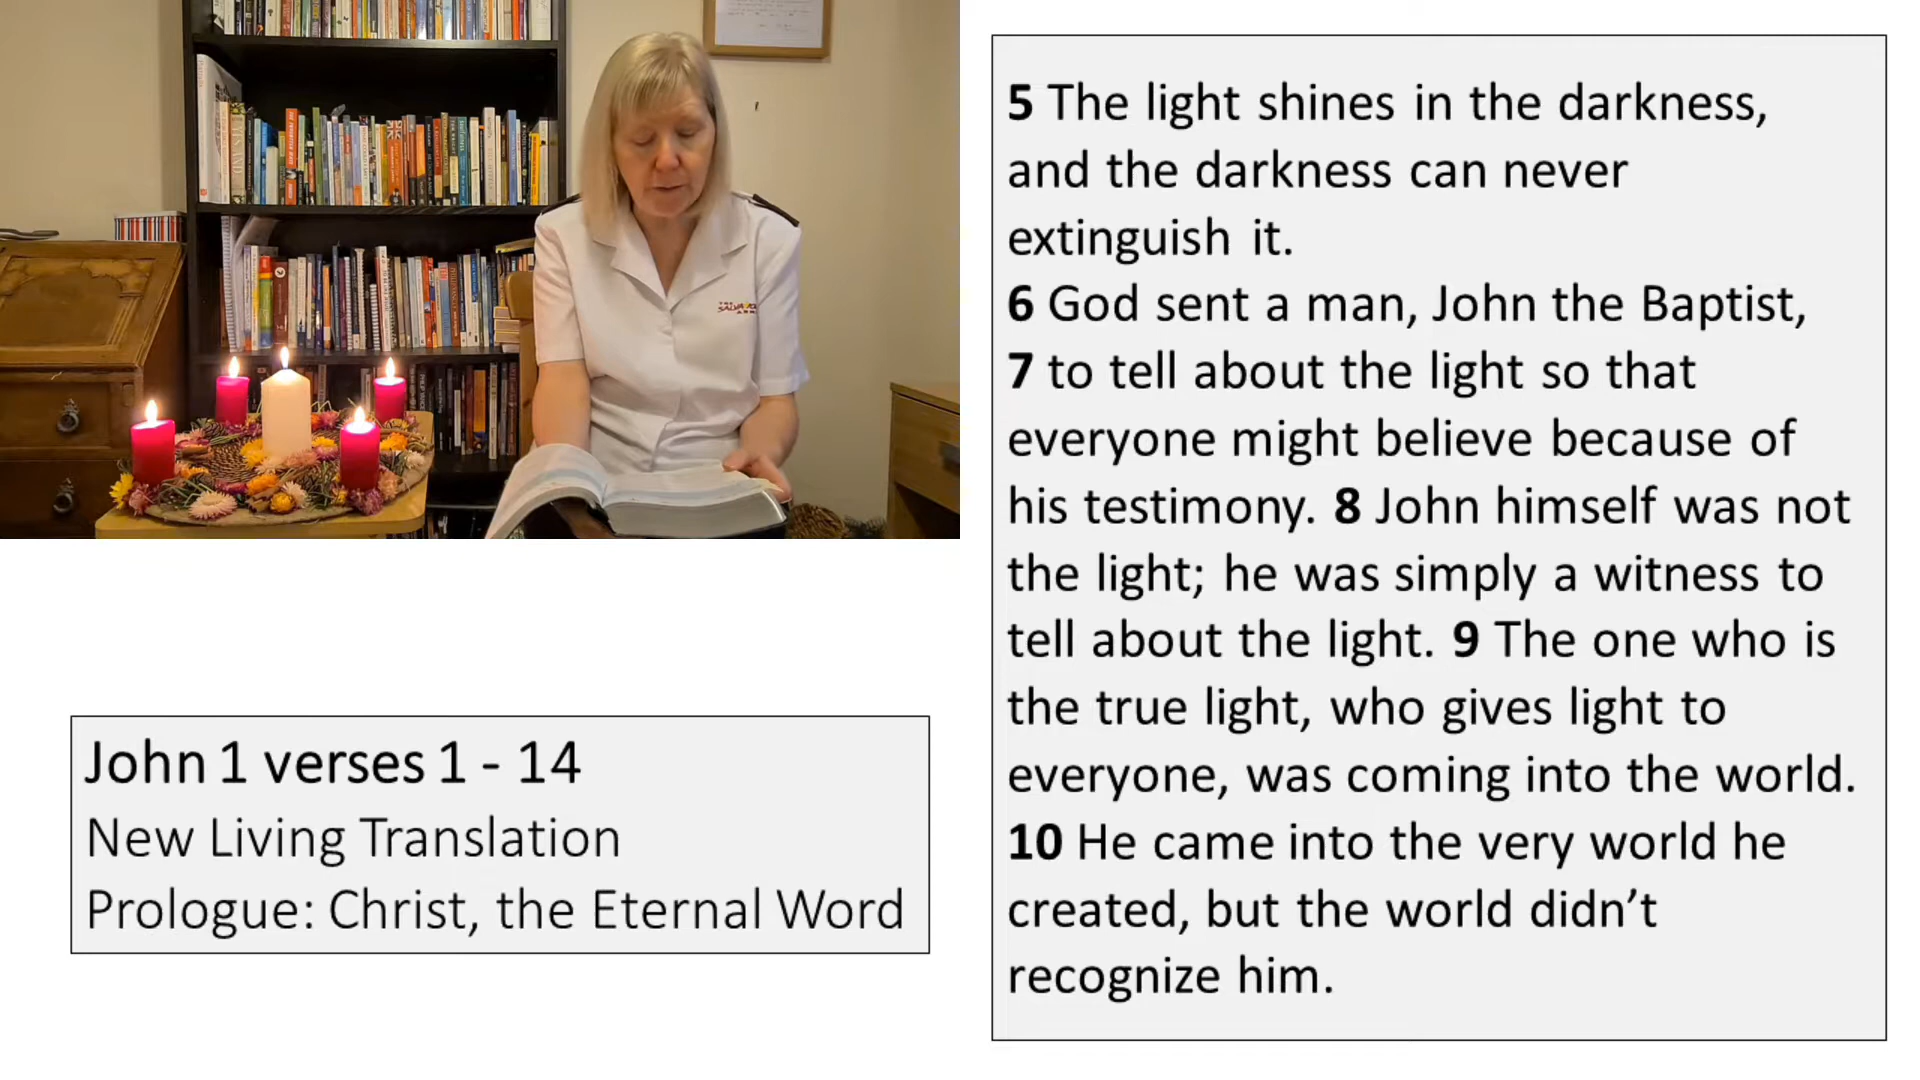 THE
SALVATION
ARMY
John 1 verses 1 - 14
New Living Translation
Prologue: Christ, the Eternal Word
5 The light shines in the darkness,
and the darkness can never
extinguish it.
6 God sent a man, John the Baptist,
7 to tell about the light so that
everyone might believe because of
his testimony. 8 John himself was not
the light; he was simply a witness to
tell about the light. 9 The one who is
the true light, who gives light to
everyone, was coming into the world.
10 He came into the very world he
created, but the world didn’t
recognize him.